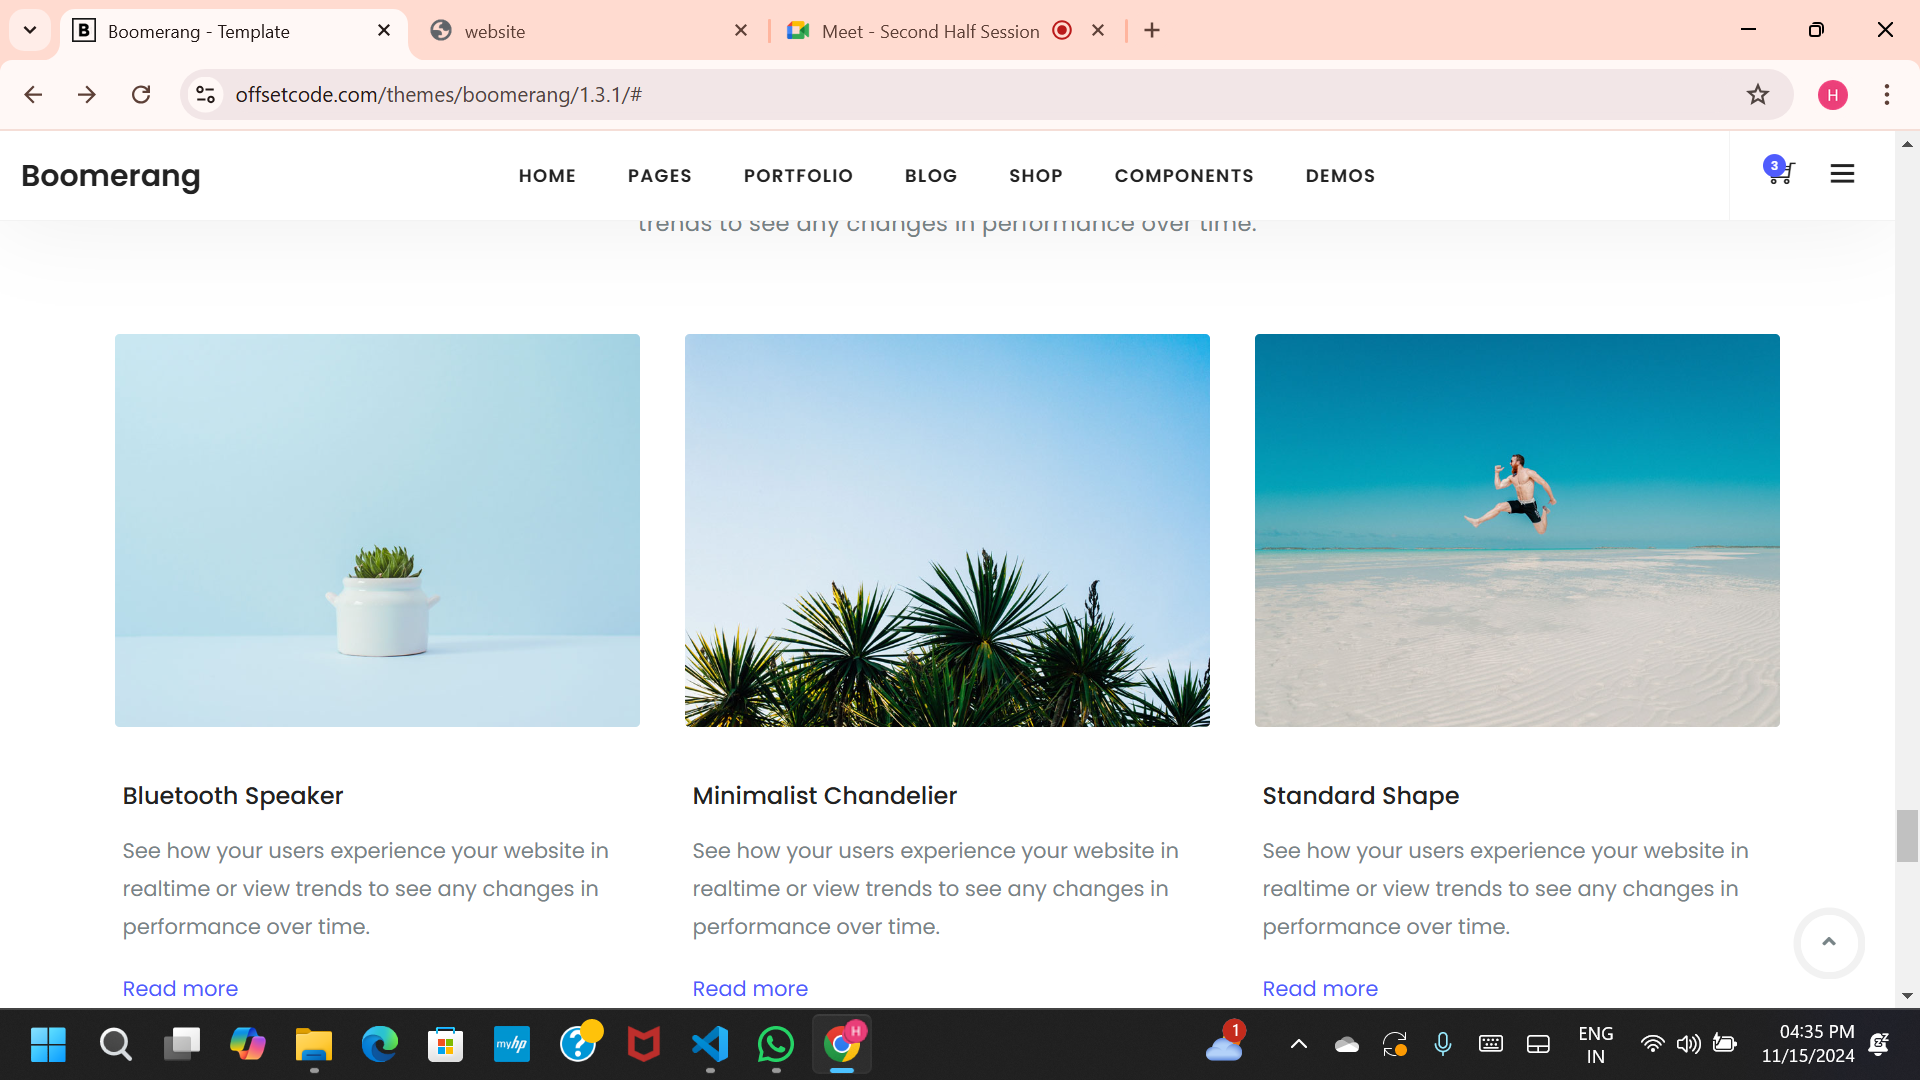 B Boomerang - Template
website
Meet - Second Half Session
offsetcode.com/themes/boomerang/1.3.1/#
H
Boomerang
HOME PAGES PORTFOLIO BLOG SHOP COMPONENTS DEMOS
3
trends to see any changes in performance over time.
Bluetooth Speaker
See how your users experience your website in
realtime or view trends to see any changes in
performance over time.
Read more
Minimalist Chandelier
See how your users experience your website in
realtime or view trends to see any changes in
performance over time.
Read more
Standard Shape
See how your users experience your website in
realtime or view trends to see any changes in
performance over time.
Read more
myhp
?
H
1
ENG
IN
04:35 PM
11/15/2024